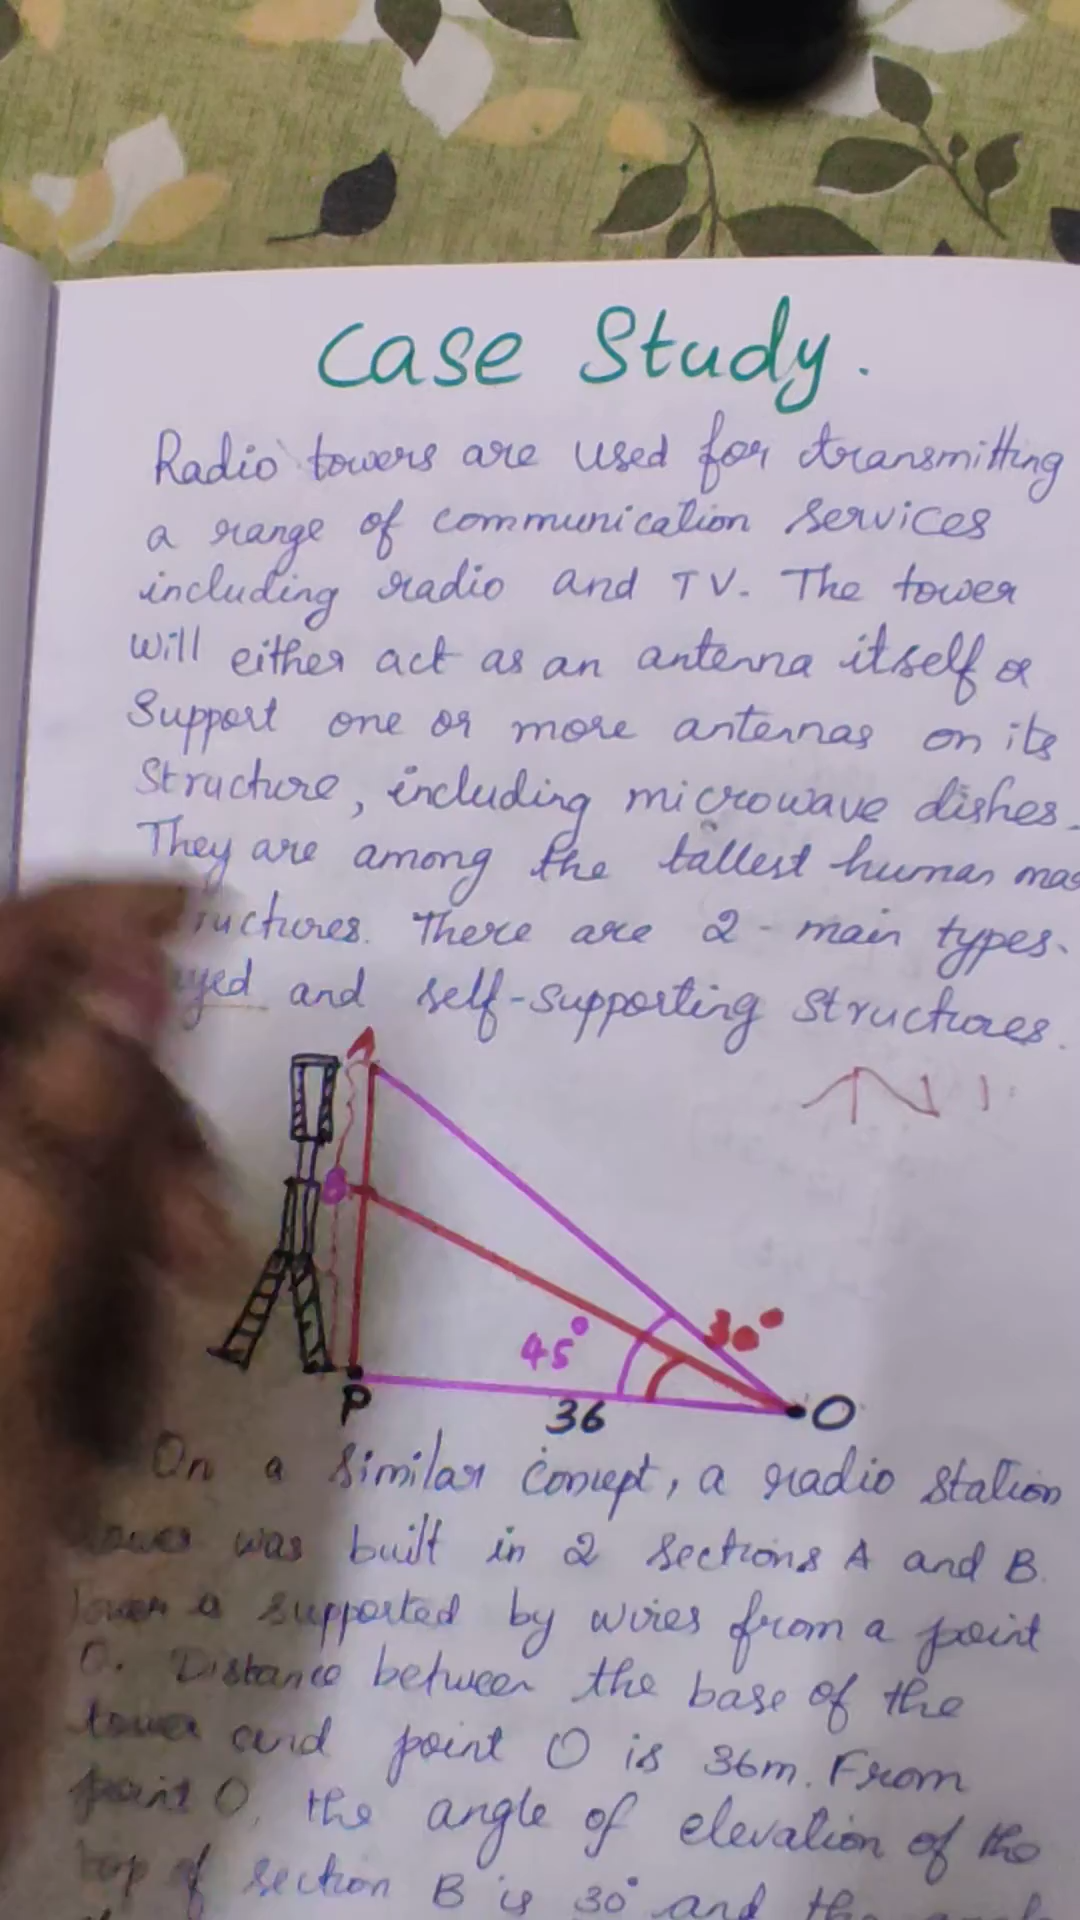 Case Study.
Radio towers are used for transmitting
a range of communication services
including radio and TV. The tower
will either act as an antenna itself or
Support one or more antennas on its
Structure, including microwave dishes.
They are among the tallest human
There are 2 - main types.
and self-supporting structures.
A
B
45°
30°
P
36
O
On a similar concept, a radio station
was built in 2 sections A and B.
supported by wires from a point
O. Distance between the base of the
tower and point O is 36m. From
point O, the angle of elevation of the
top of section B is 30° and the